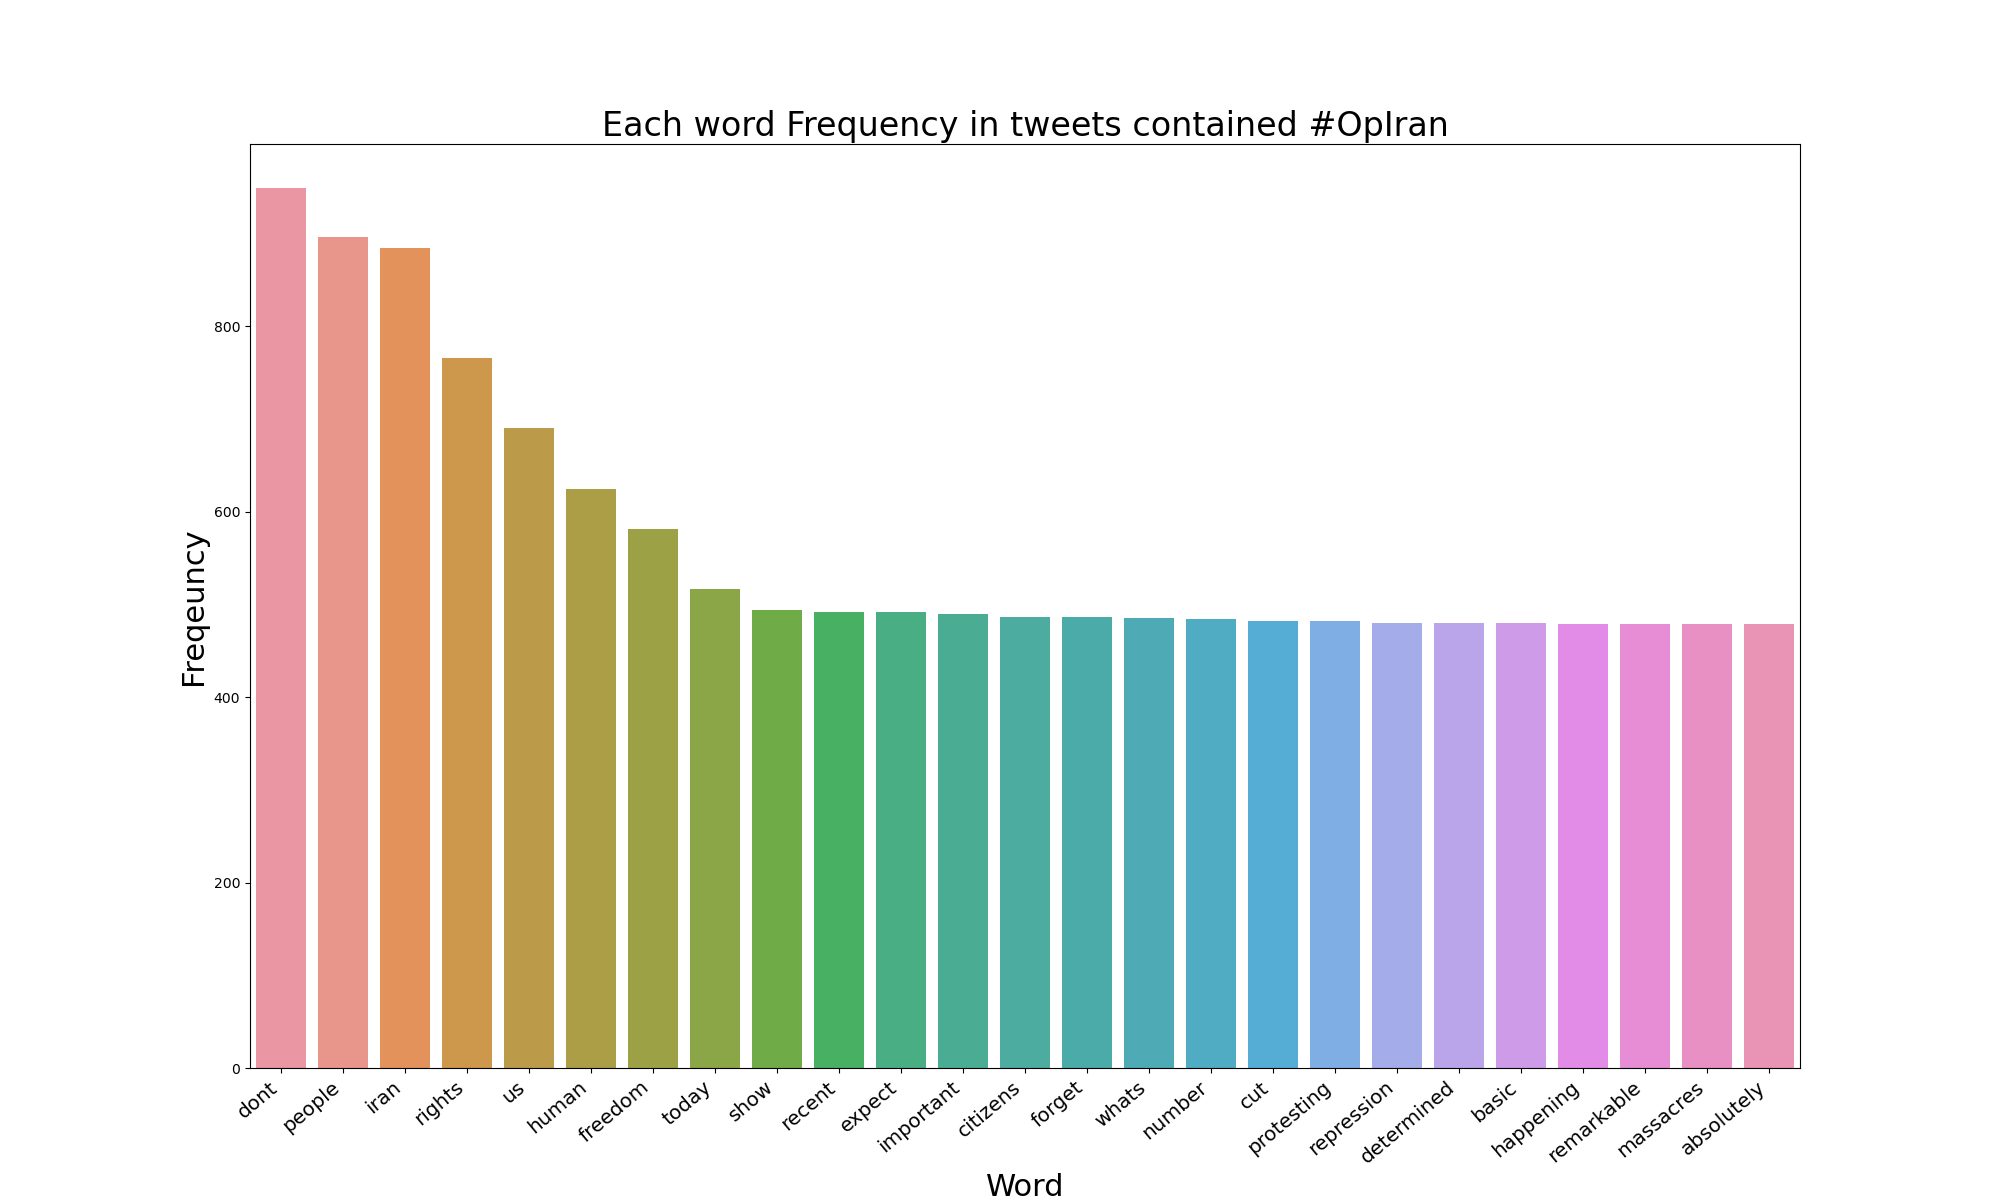 Each word Frequency in tweets contained #OpIran
Freqeuncy
800
600
400
200
0
dont
people
iran
rights
us
human
freedom
today
show
recent
expect
important
citizens
forget
whats
number
cut
protesting
repression
determined
basic
happening
remarkable
massacres
absolutely
Word